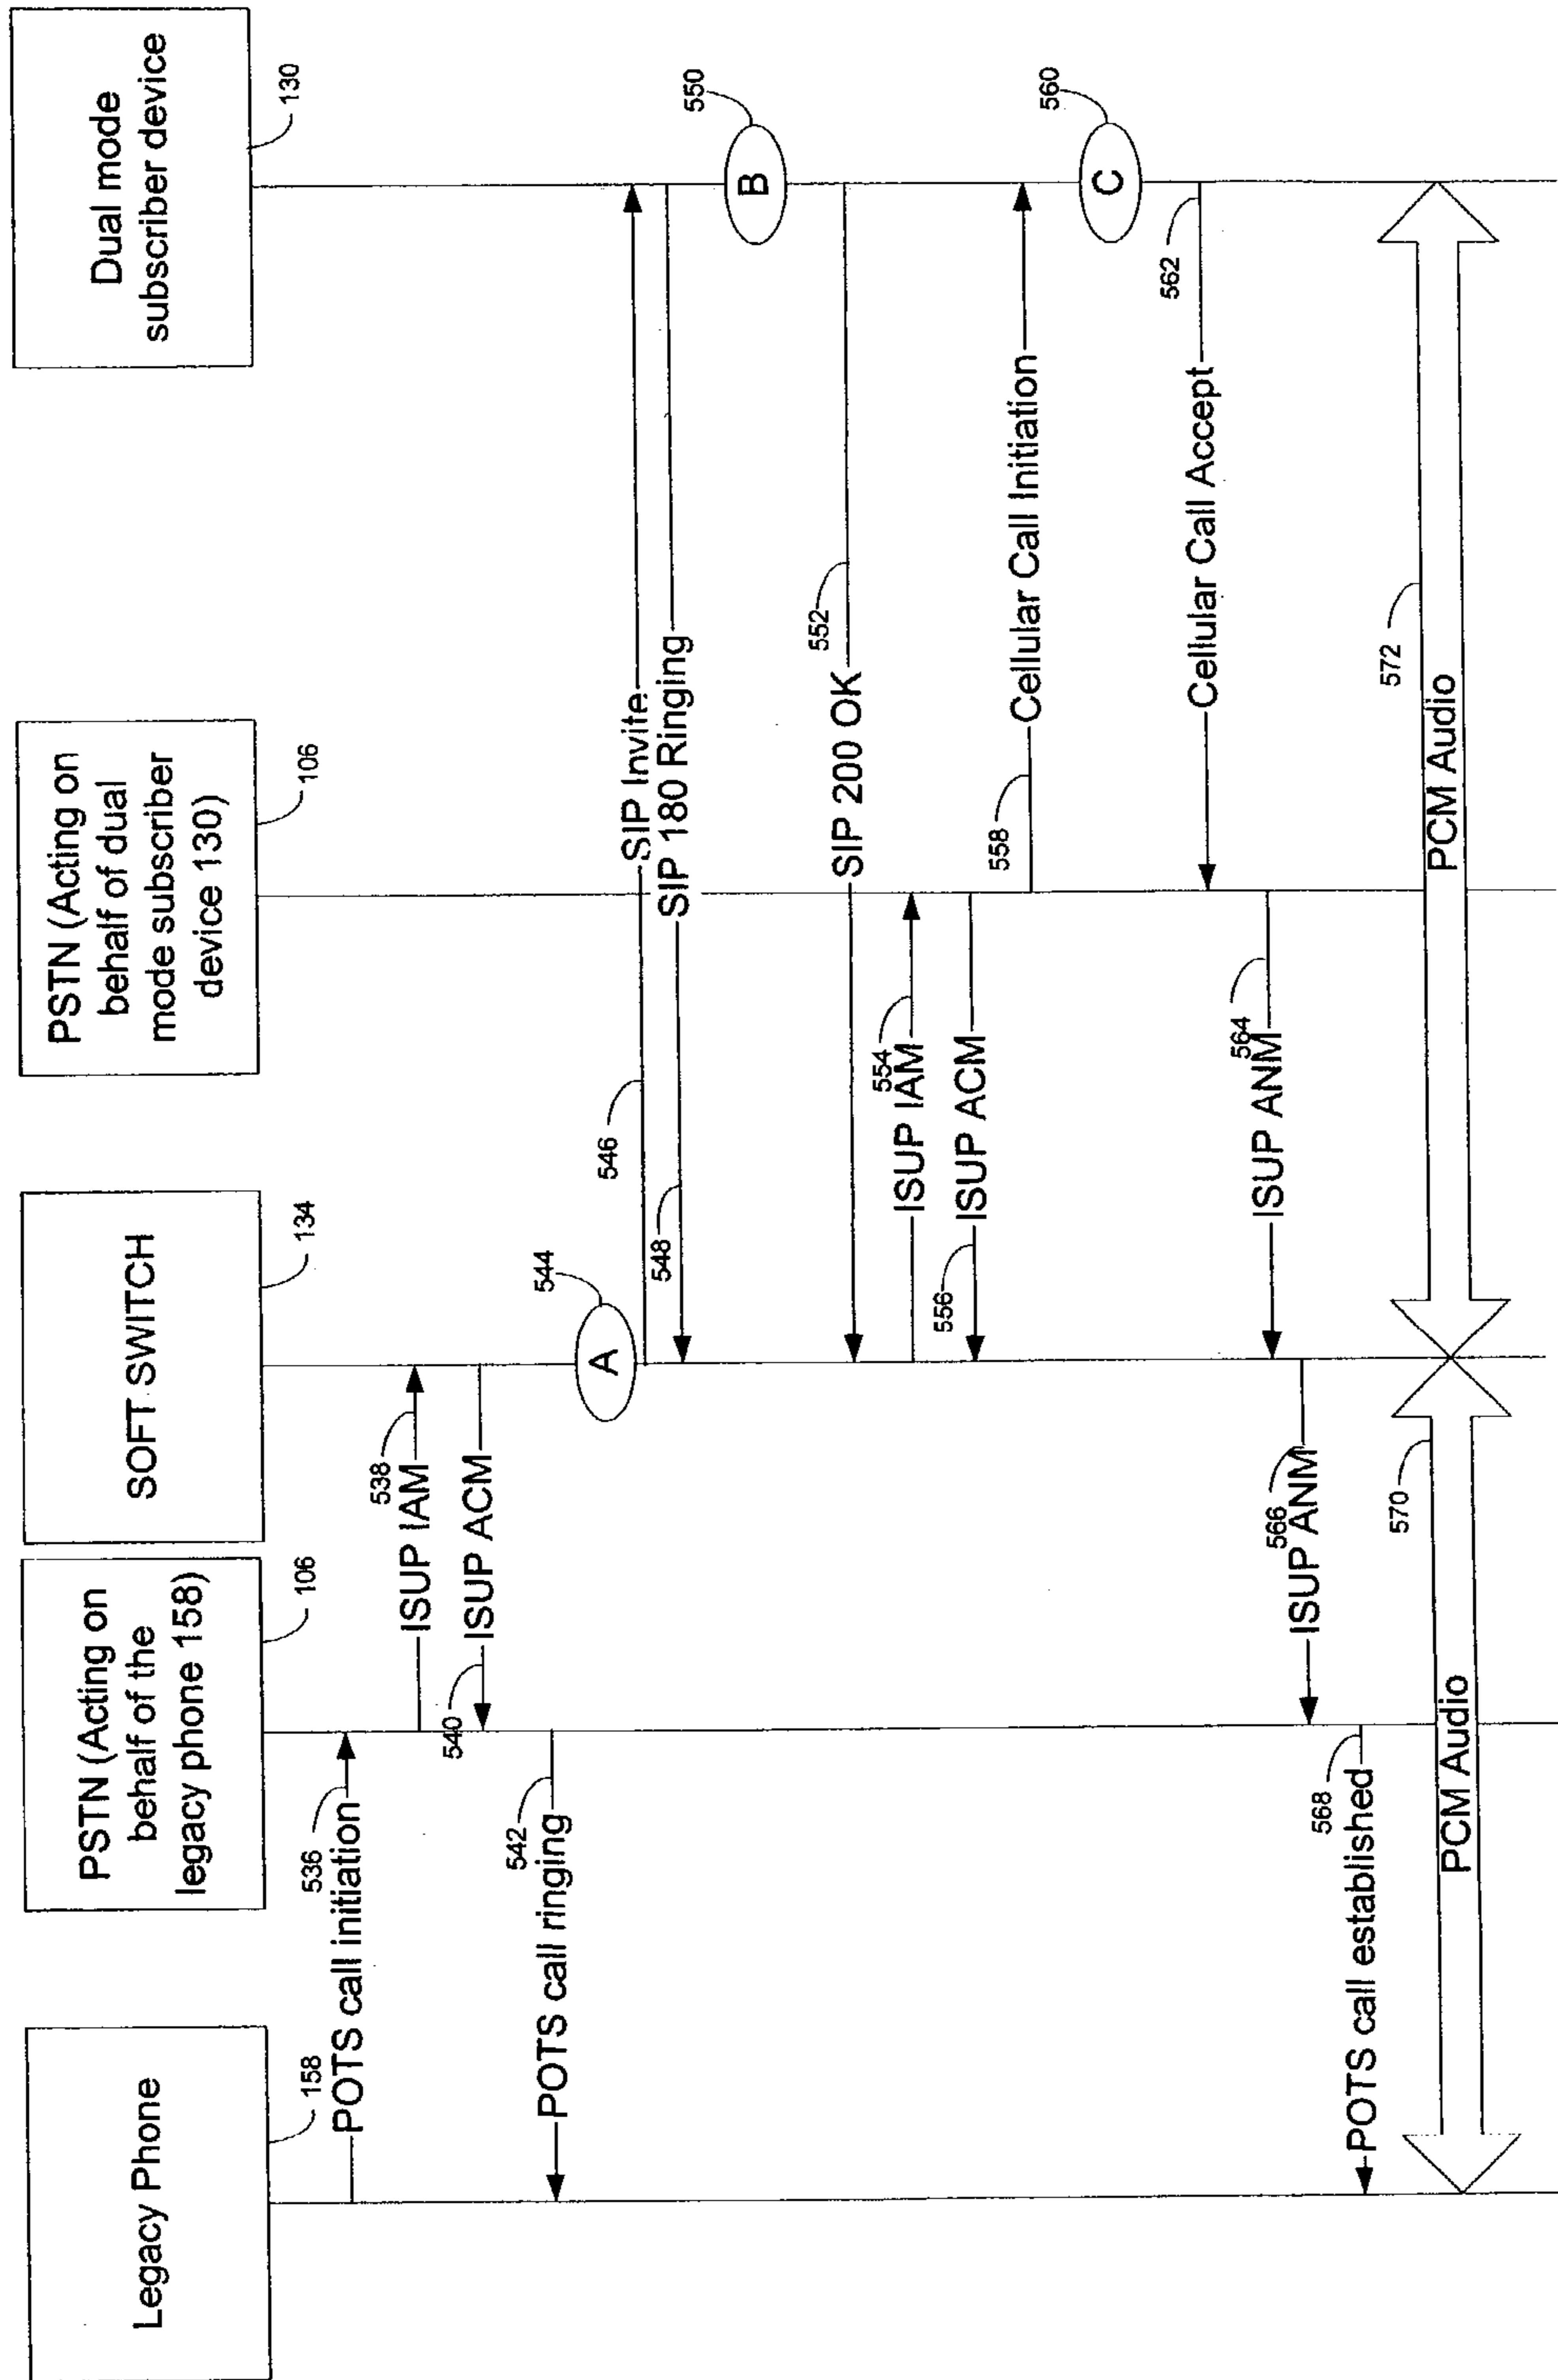 Legacy Phone
158
PSTN (Acting on
behalf of the
legacy phone 158)
106
SOFT SWITCH
134
PSTN (Acting on
behalf of dual
mode subscriber
device 130)
106
Dual mode
subscriber device
130
POTS call initiation
536
ISUP IAM
538
ISUP ACM
540
POTS call ringing
542
A
544
SIP Invite
546
SIP 180 Ringing
548
B
550
SIP 200 OK
552
ISUP IAM
554
ISUP ACM
556
Cellular Call Initiation
558
C
560
Cellular Call Accept
562
ISUP ANM
564
ISUP ANM
566
POTS call established
568
PCM Audio
570
PCM Audio
572